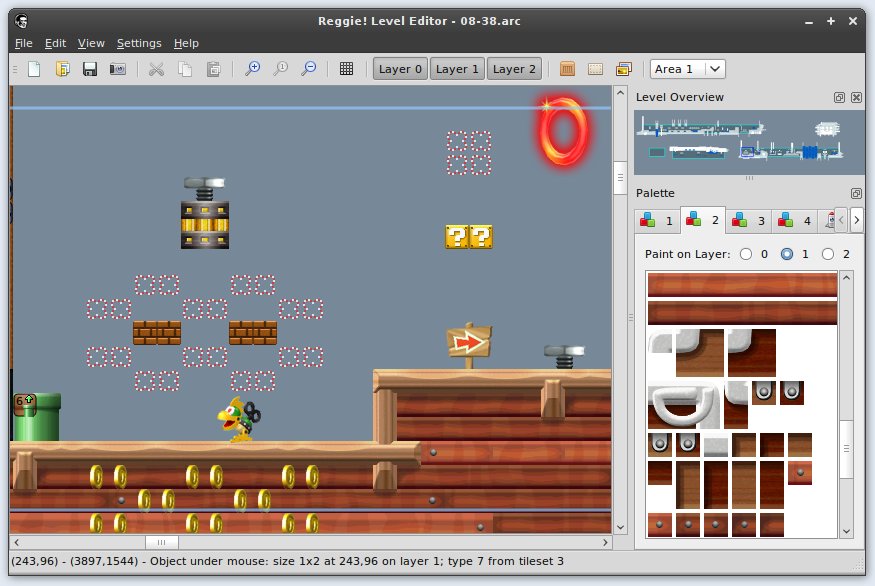 Reggie! Level Editor - 08-38.arc
File Edit View Settings Help
Layer 0 Layer 1 Layer 2 Area 1
Level Overview
Palette
1 2 3 4
Paint on Layer: 0 1 2
? ?
6
(243,96) - (3897,1544) - Object under mouse: size 1x2 at 243,96 on layer 1; type 7 from tileset 3